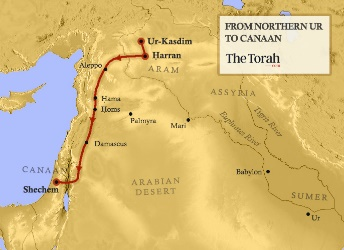 FROM NORTHERN UR
TO CANAAN
The Torah
Ur-Kasdim
Harran
Aleppo
ARAM
ASSYRIA
Hama
Homs
Palmyra
Mari
Euphrates River
Tigris River
Damascus
CANAAN
Shechem
ARABIAN
DESERT
Babylon
SUMER
Ur